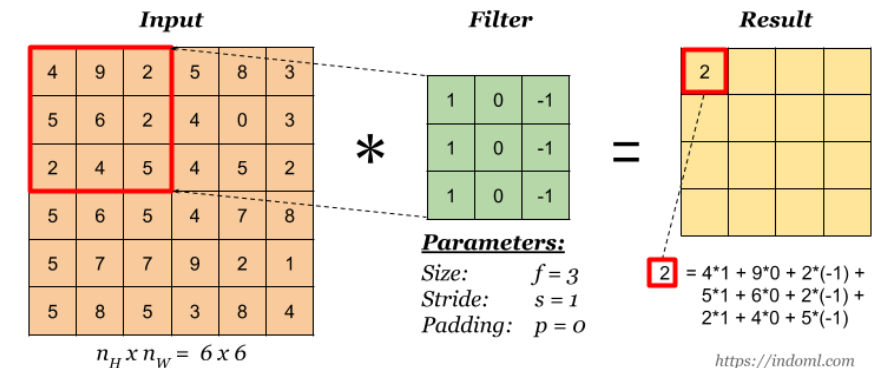 Input
4 9 2 5 8 3
5 6 2 4 0 3
2 4 5 4 5 2
5 6 5 4 7 8
5 7 7 9 2 1
5 8 5 3 8 4
n_H x n_W = 6 x 6
*
Filter
1 0 -1
1 0 -1
1 0 -1
Parameters:
Size: f = 3
Stride: s = 1
Padding: p = 0
=
Result
2
2 = 4*1 + 9*0 + 2*(-1) +
5*1 + 6*0 + 2*(-1) +
2*1 + 4*0 + 5*(-1)
https://indoml.com